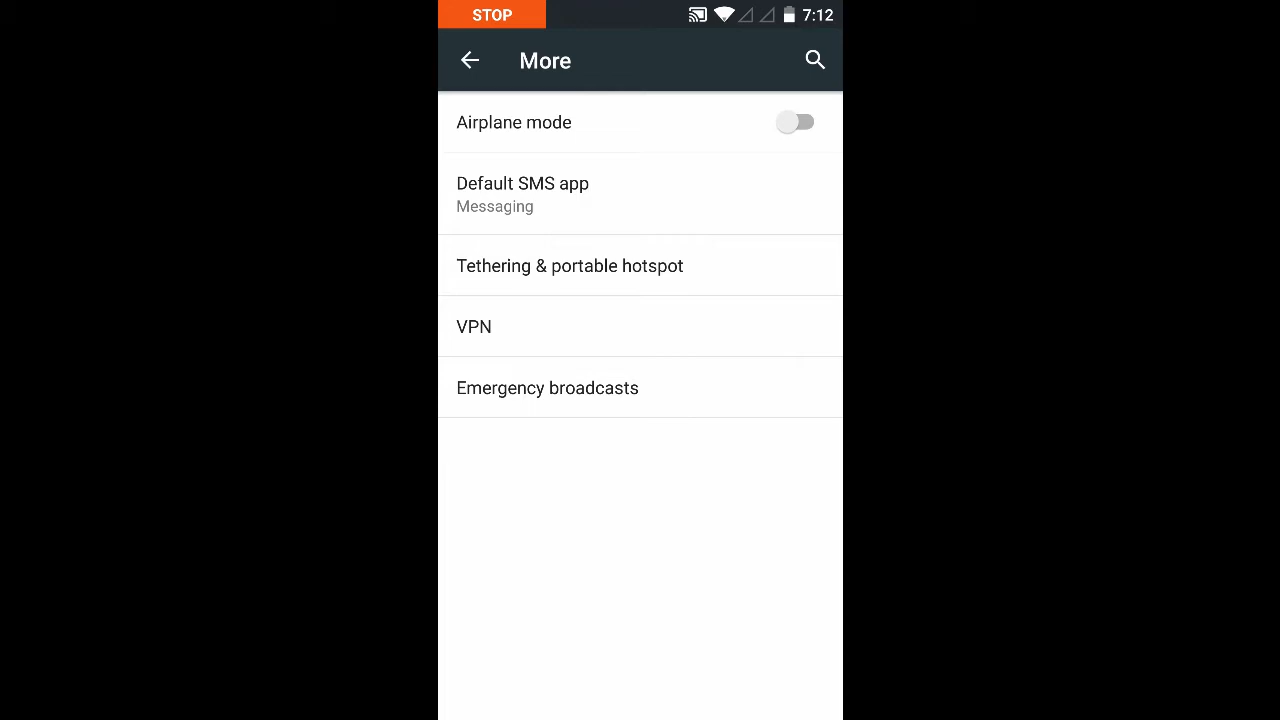 STOP
7:12
More
Airplane mode
Default SMS app
Messaging
Tethering & portable hotspot
VPN
Emergency broadcasts